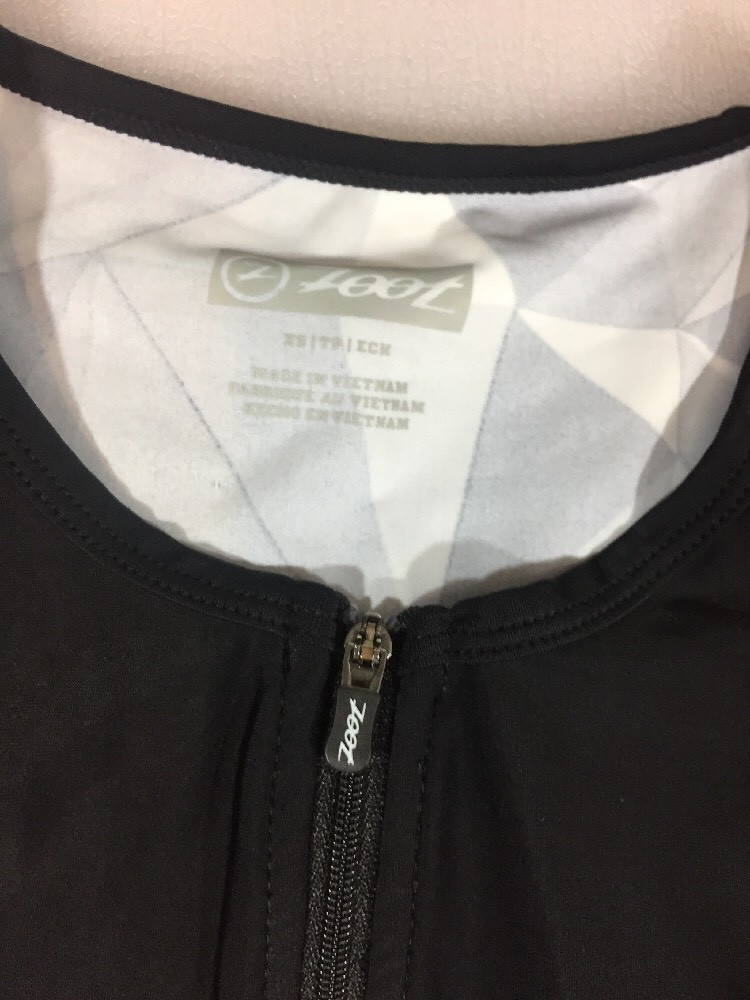 ZOOT
XS | TP | ECH
MADE IN VIETNAM
FABRIQUÉ AU VIETNAM
HECHO EN VIETNAM
ZOOT